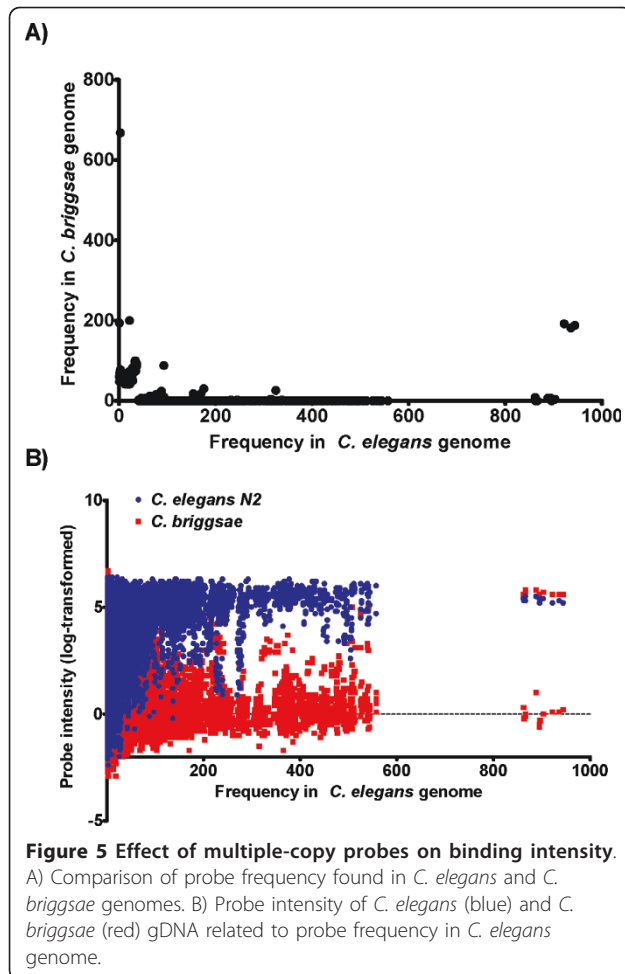 A)
800
600
400
200
0
Frequency in C. briggsae genome
0 200 400 600 800 1000
Frequency in C. elegans genome
B)
10
5
0
-5
Probe intensity (log-transformed)
C. elegans N2
C. briggsae
200 400 600 800 1000
Frequency in C. elegans genome
Figure 5 Effect of multiple-copy probes on binding intensity.
A) Comparison of probe frequency found in C. elegans and C.
briggsae genomes. B) Probe intensity of C. elegans (blue) and C.
briggsae (red) gDNA related to probe frequency in C. elegans
genome.